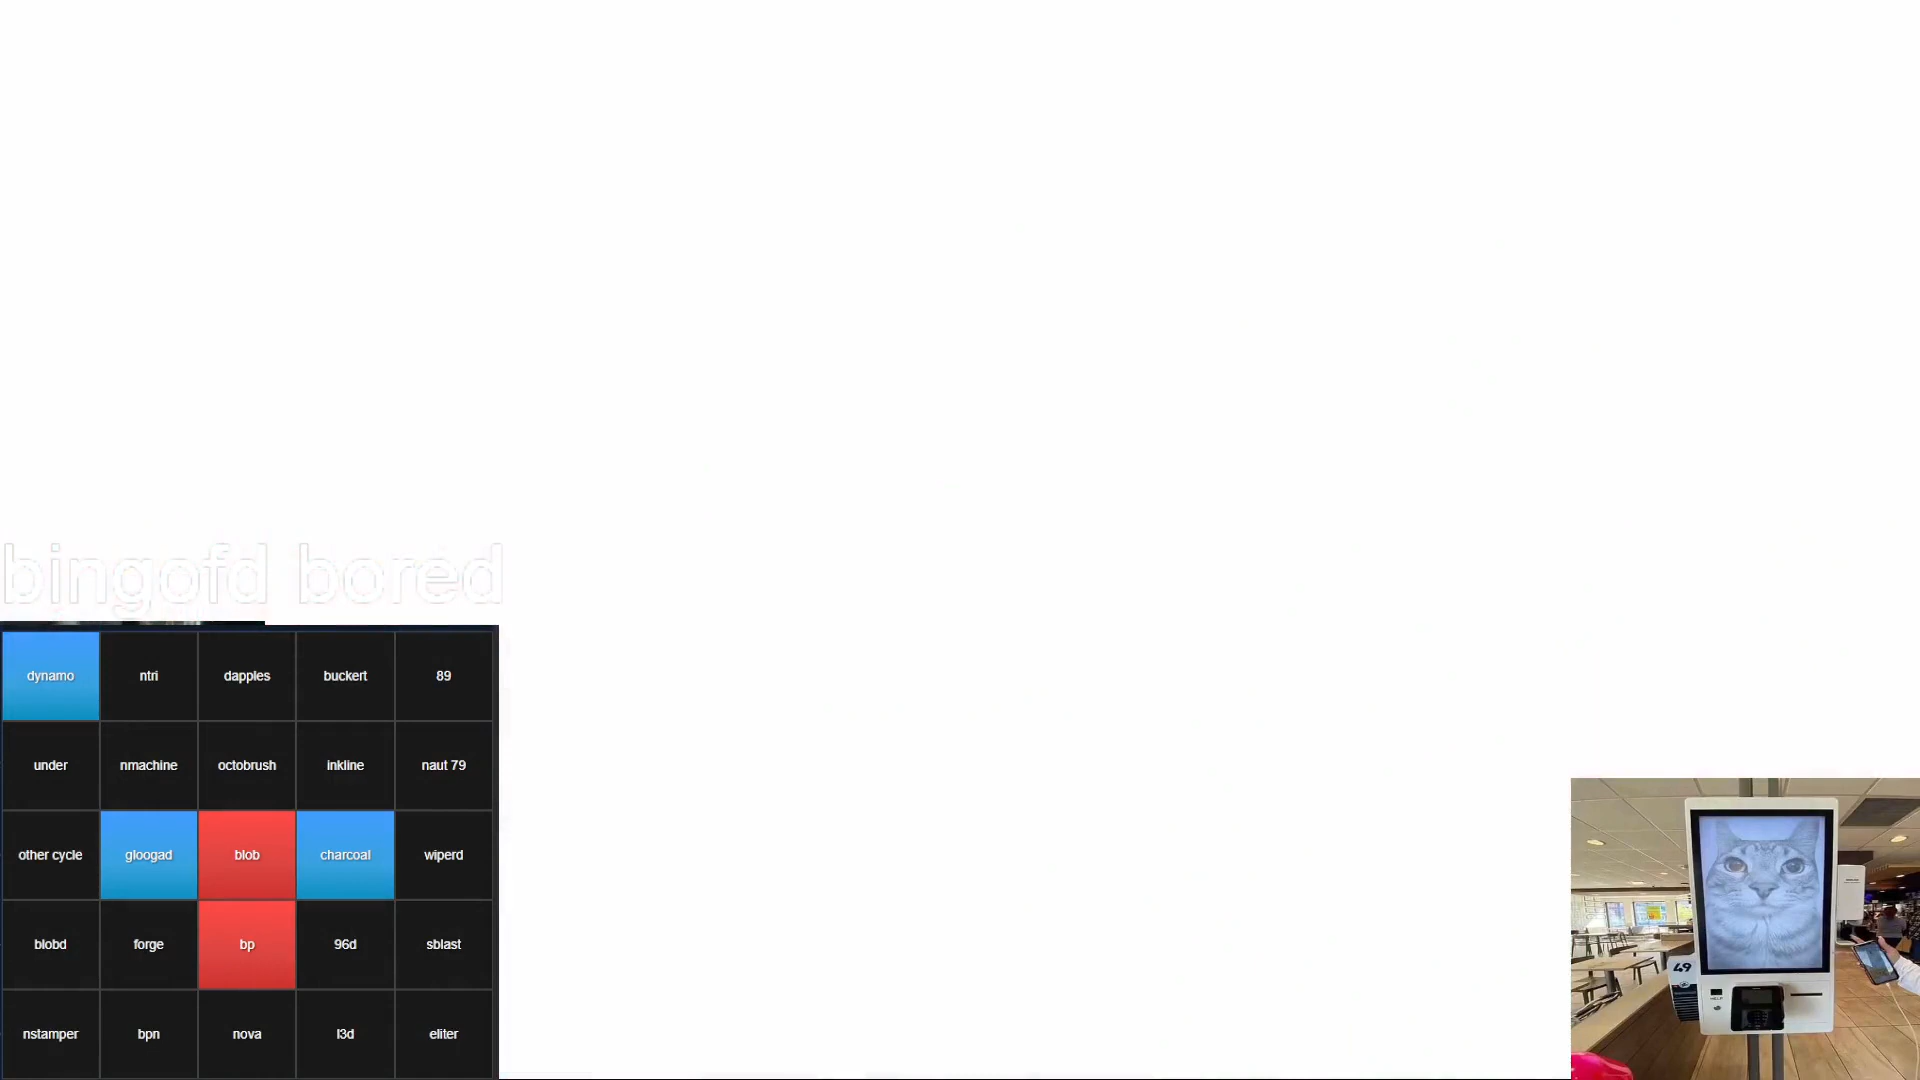 bingofd bored
dynamo ntri dapples buckert 89
under nmachine octobrush inkline naut 79
other cycle gloogad blob charcoal wiperd
blobd forge bp 96d sblast
nstamper bpn nova l3d eliter
49
HELP